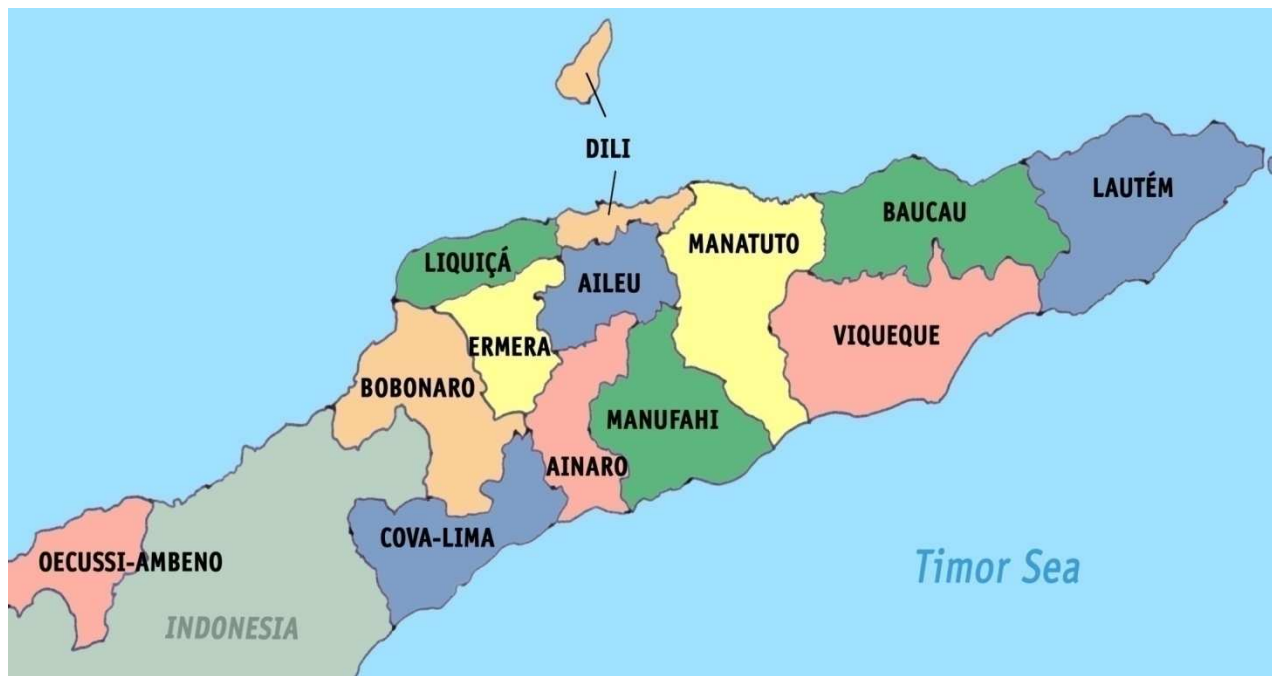 DILI
LAUTÉM
BAUCAU
MANATUTO
LIQUIÇÁ
AILEU
VIQUEQUE
ERMERA
BOBONARO
MANUFAHI
AINARO
COVA-LIMA
OECUSSI-AMBENO
Timor Sea
INDONESIA